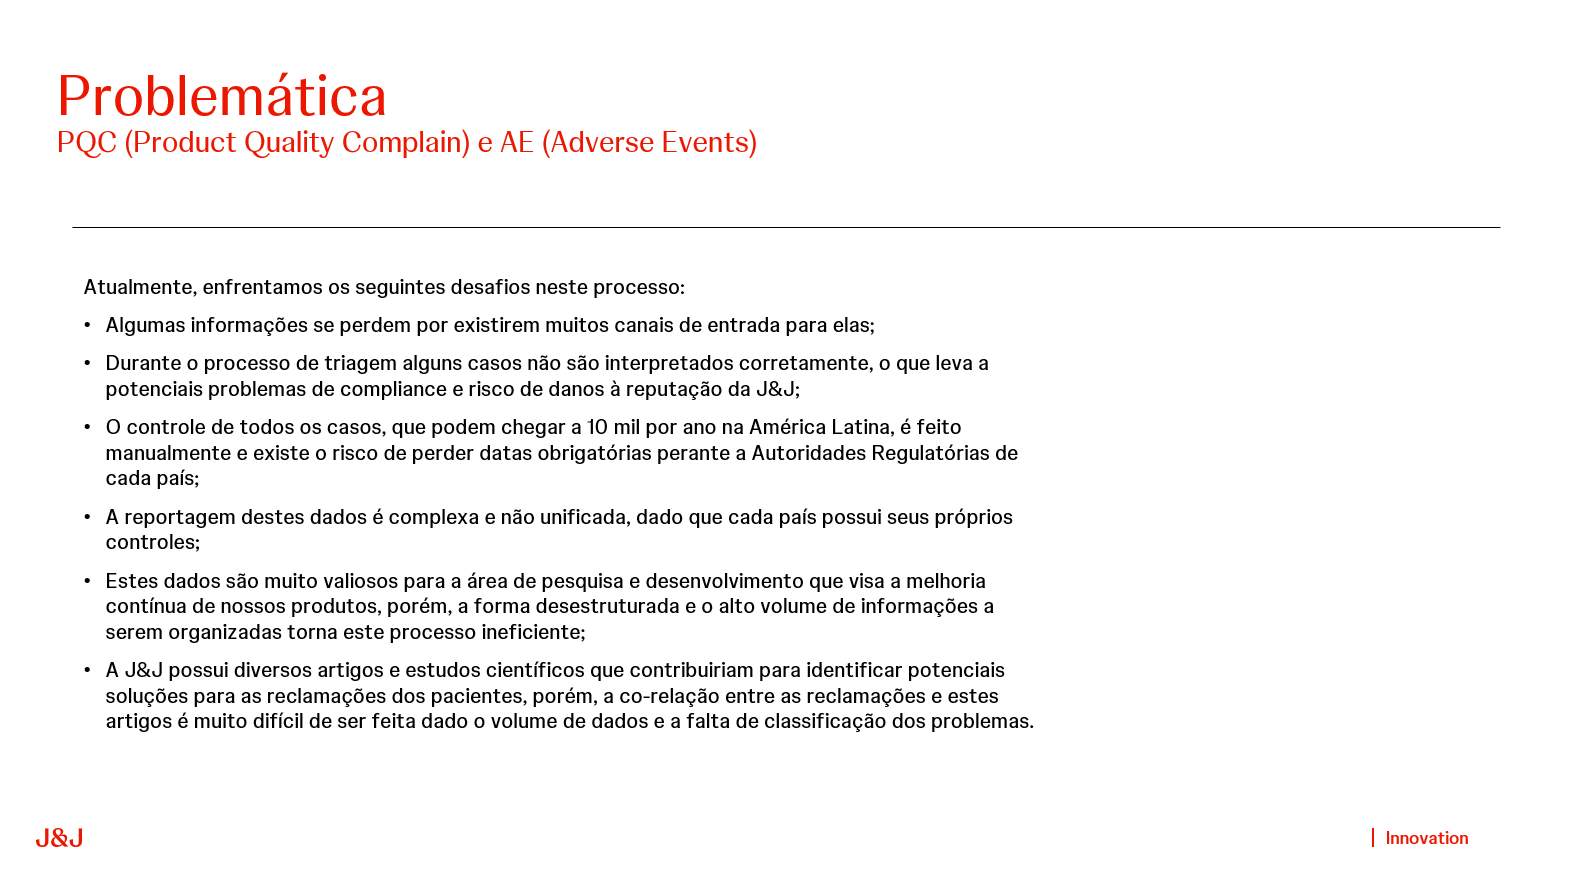 Problemática
PQC (Product Quality Complain) e AE (Adverse Events)
Atualmente, enfrentamos os seguintes desafios neste processo:
• Algumas informações se perdem por existirem muitos canais de entrada para elas;
• Durante o processo de triagem alguns casos não são interpretados corretamente, o que leva a
potenciais problemas de compliance e risco de danos à reputação da J&J;
• O controle de todos os casos, que podem chegar a 10 mil por ano na América Latina, é feito
manualmente e existe o risco de perder datas obrigatórias perante a Autoridades Regulatórias de
cada país;
• A reportagem destes dados é complexa e não unificada, dado que cada país possui seus próprios
controles;
• Estes dados são muito valiosos para a área de pesquisa e desenvolvimento que visa a melhoria
contínua de nossos produtos, porém, a forma desestruturada e o alto volume de informações a
serem organizadas torna este processo ineficiente;
• A J&J possui diversos artigos e estudos científicos que contribuiriam para identificar potenciais
soluções para as reclamações dos pacientes, porém, a co-relação entre as reclamações e estes
artigos é muito difícil de ser feita dado o volume de dados e a falta de classificação dos problemas.
J&J
Innovation